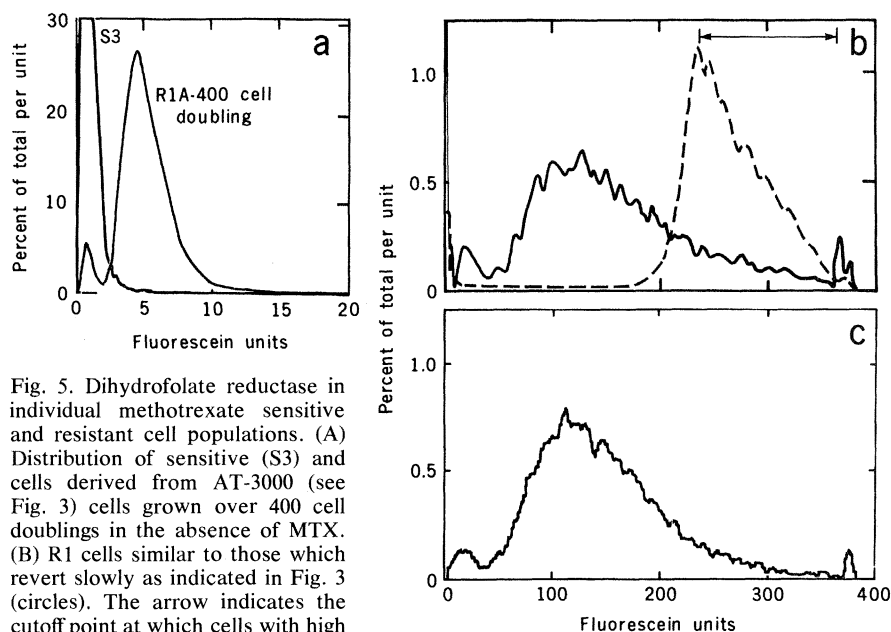 30
20
10
0
Percent of total per unit
S3
a
R1A-400 cell
doubling
0 5 10 15 20
Fluorescein units
b
1.0
0.5
0
Percent of total per unit
c
1.0
0.5
0
0 100 200 300 400
Fluorescein units
Fig. 5. Dihydrofolate reductase in
individual methotrexate sensitive
and resistant cell populations. (A)
Distribution of sensitive (S3) and
cells derived from AT-3000 (see
Fig. 3) cells grown over 400 cell
doublings in the absence of MTX.
(B) R1 cells similar to those which
revert slowly as indicated in Fig. 3
(circles). The arrow indicates the
cutoff point at which cells with high